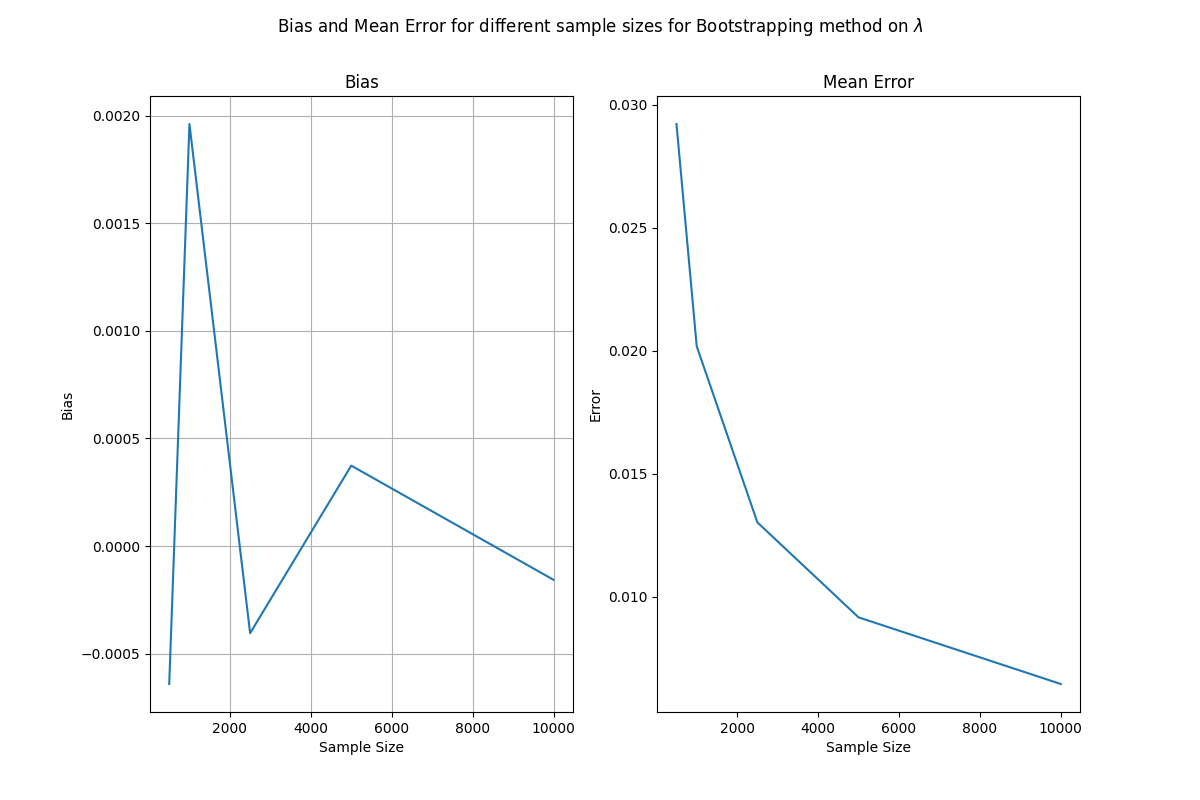 Bias and Mean Error for different sample sizes for Bootstrapping method on λ
Bias
0.0020
0.0015
0.0010
0.0005
0.0000
−0.0005
Bias
2000 4000 6000 8000 10000
Sample Size
Mean Error
0.030
0.025
0.020
0.015
0.010
Error
2000 4000 6000 8000 10000
Sample Size